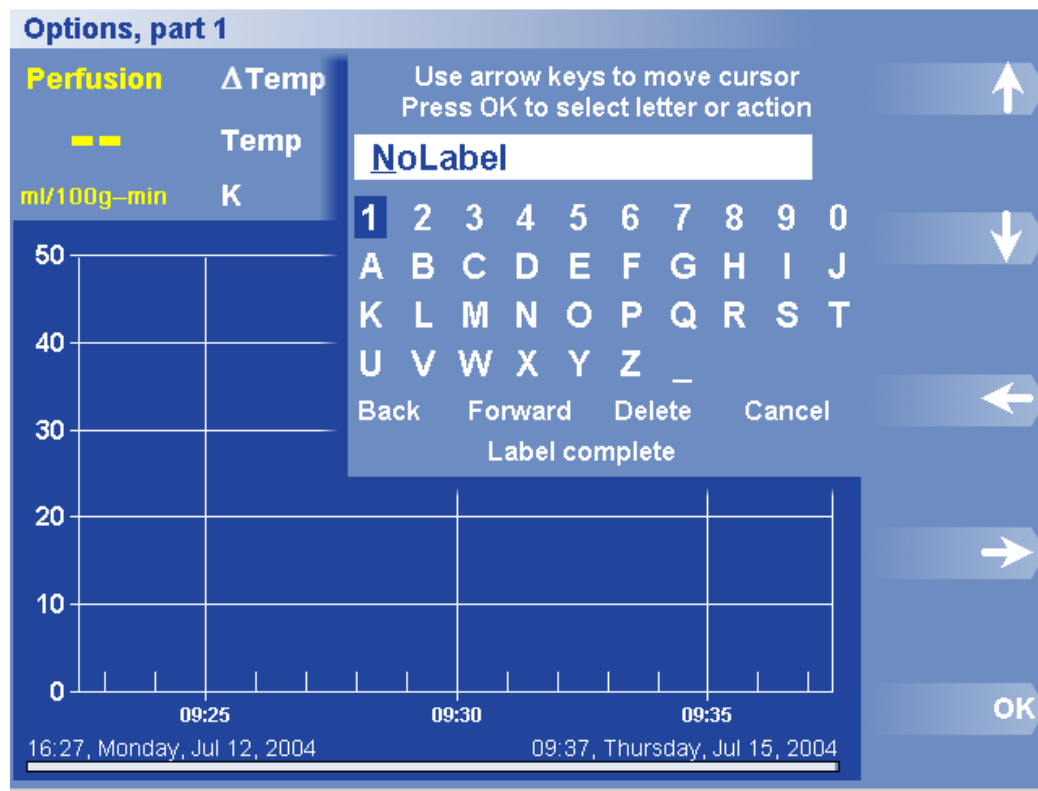 Options, part 1
Perfusion ΔTemp
-- Temp
ml/100g–min K
Use arrow keys to move cursor
Press OK to select letter or action
NoLabel
1 2 3 4 5 6 7 8 9 0
A B C D E F G H I J
K L M N O P Q R S T
U V W X Y Z _
Back Forward Delete Cancel
Label complete
50
40
30
20
10
0
09:25 09:30 09:35
16:27, Monday, Jul 12, 2004 09:37, Thursday, Jul 15, 2004
OK